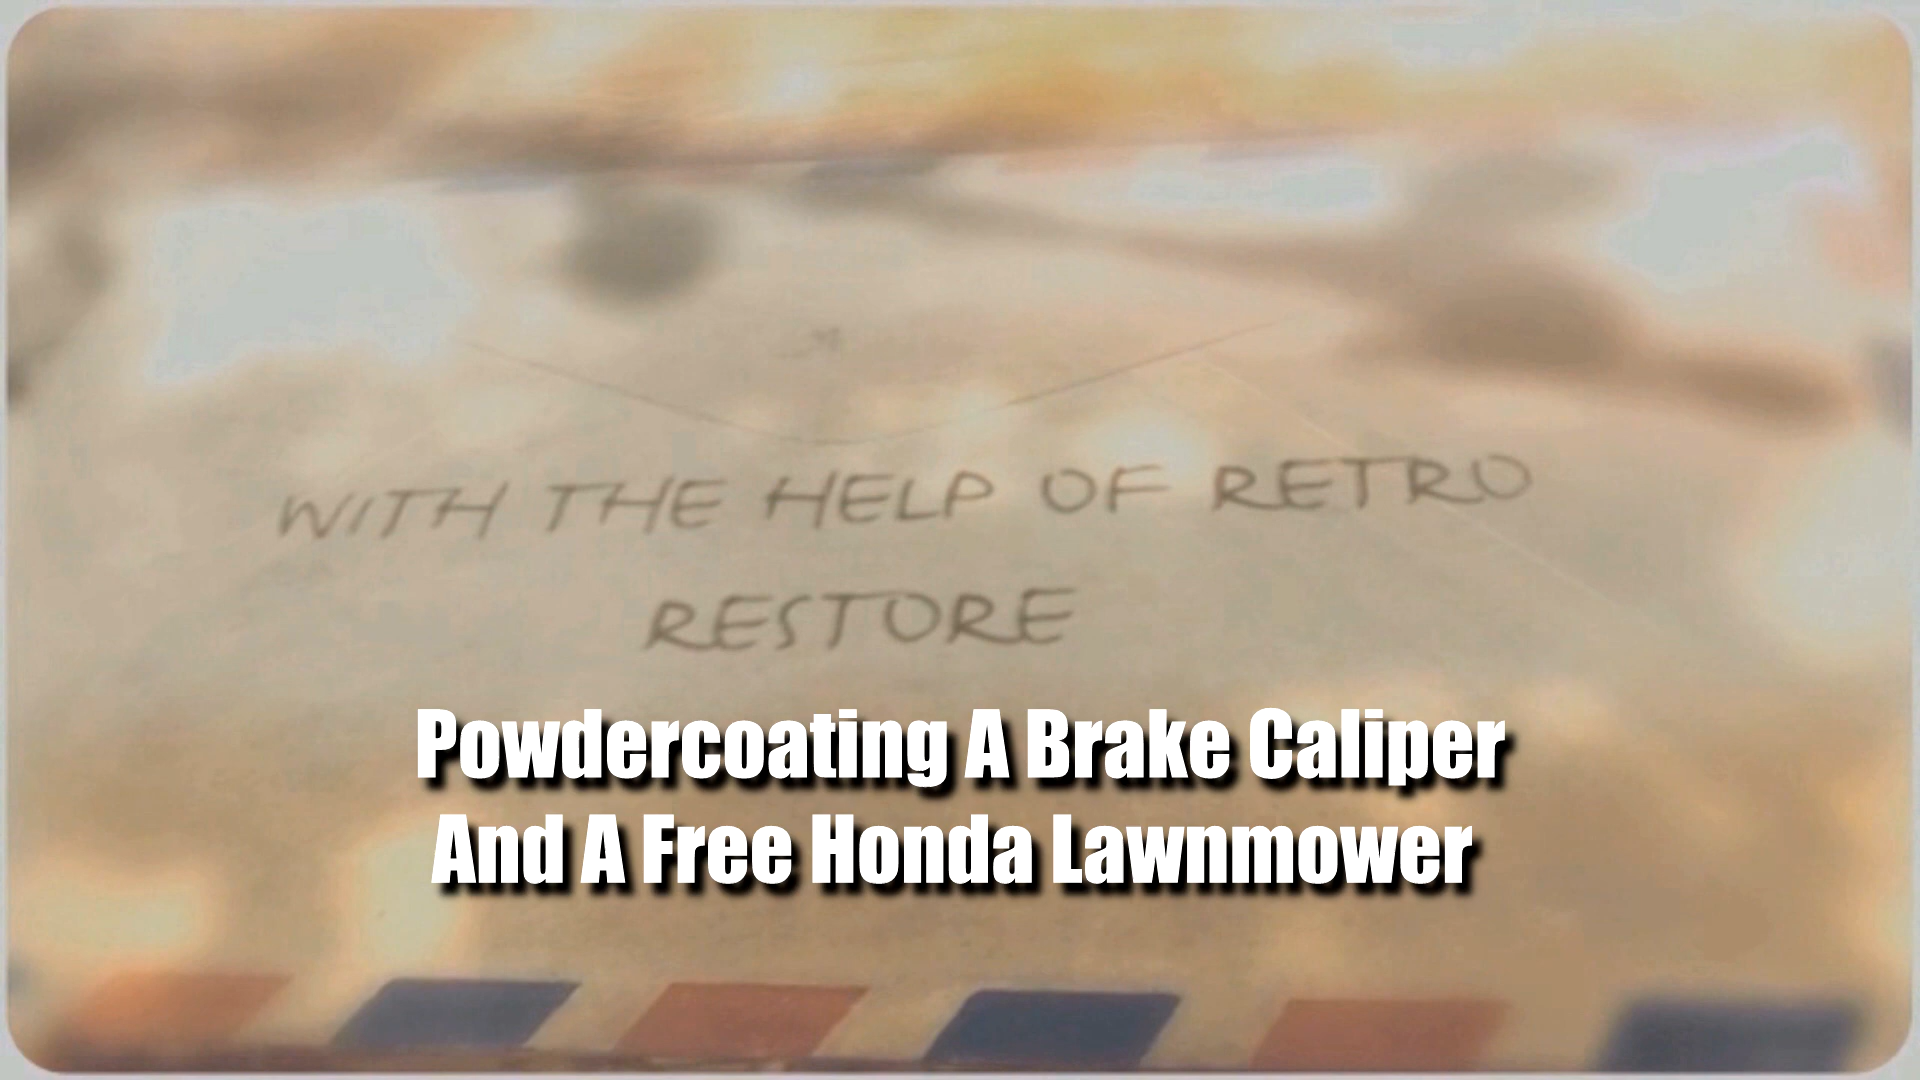 WITH THE HELP OF RETRO
RESTORE
Powdercoating A Brake Caliper
And A Free Honda Lawnmower